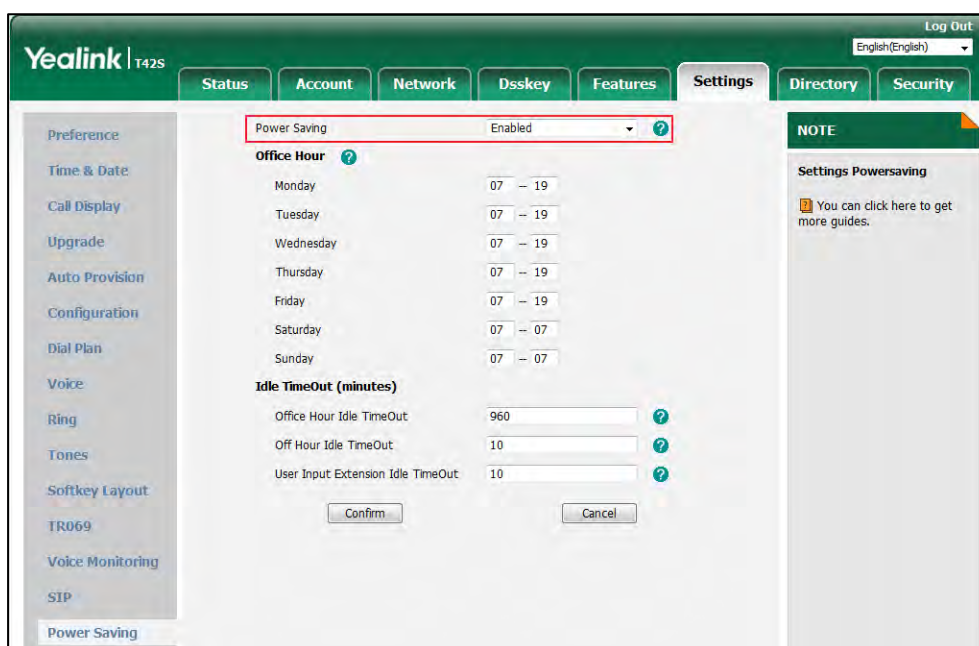 Log Out
English(English)
Yealink | T42S
Status Account Network Dsskey Features Settings Directory Security
Preference
Time & Date
Call Display
Upgrade
Auto Provision
Configuration
Dial Plan
Voice
Ring
Tones
Softkey Layout
TR069
Voice Monitoring
SIP
Power Saving
Power Saving Enabled ?
Office Hour ?
Monday 07 -- 19
Tuesday 07 -- 19
Wednesday 07 -- 19
Thursday 07 -- 19
Friday 07 -- 19
Saturday 07 -- 07
Sunday 07 -- 07
Idle TimeOut (minutes)
Office Hour Idle TimeOut 960 ?
Off Hour Idle TimeOut 10 ?
User Input Extension Idle TimeOut 10 ?
Confirm Cancel
NOTE
Settings Powersaving
? You can click here to get
more guides.